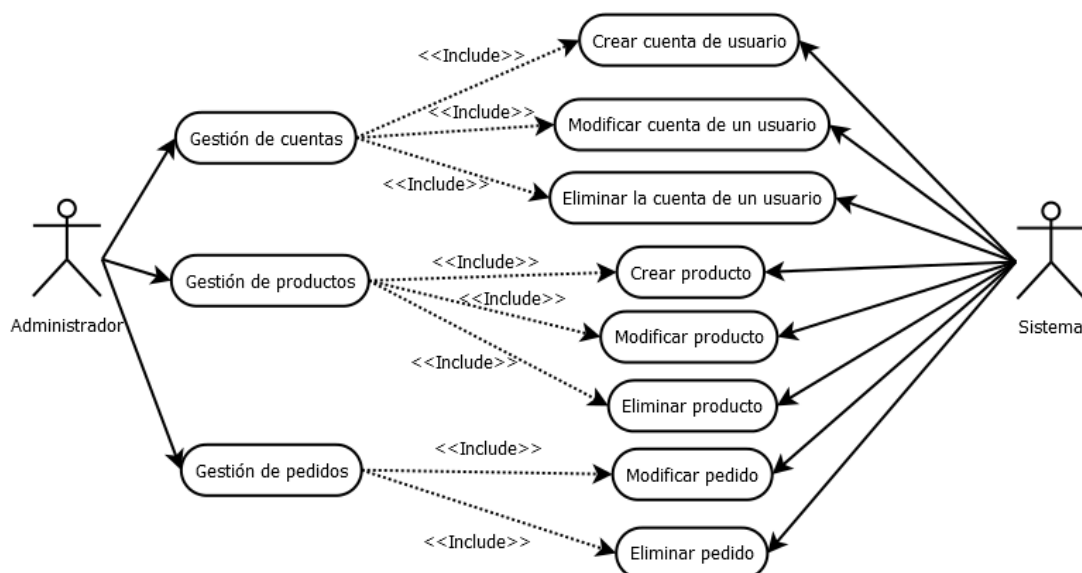 Crear cuenta de usuario
<<Include>>
<<Include>>
Modificar cuenta de un usuario
Gestión de cuentas
<<Include>>
Eliminar la cuenta de un usuario
<<Include>>
Crear producto
Gestión de productos
<<Include>>
Administrador
Modificar producto
Sistema
<<Include>>
Eliminar producto
<<Include>>
Gestión de pedidos
Modificar pedido
<<Include>>
Eliminar pedido